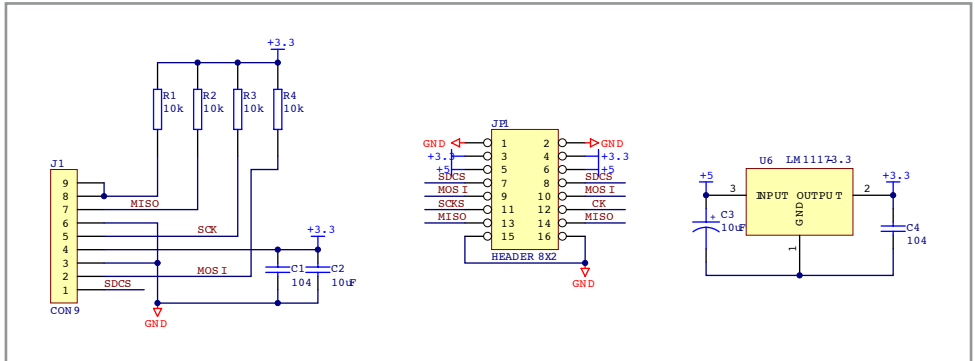 +3.3
R1
10k
R2
10k
R3
10k
R4
10k
J1
9
8
7
6
5
4
3
2
1
MISO
SCK
MOSI
SDCS
+3.3
C1
104
C2
10uF
CON9
GND
JP1
GND
1
2
GND
+3.3
3
4
+3.3
+5
5
6
+5
SDCS
7
8
SDCS
MOSI
9
10
MOSI
SCKS
11
12
CK
MISO
13
14
MISO
15
16
HEADER 8X2
GND
U6
LM11173.3
+5
3
INPUT OUTPUT
2
+3.3
GND
1
+
C3
10uF
C4
104